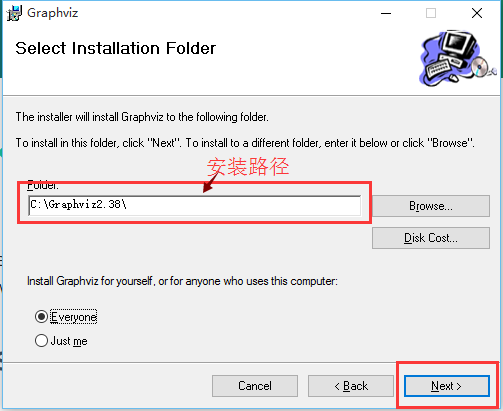 Graphviz
Select Installation Folder
The installer will install Graphviz to the following folder.
To install in this folder, click "Next". To install to a different folder, enter it below or click "Browse".
安装路径
Folder:
C:\Graphviz2.38\
Browse...
Disk Cost...
Install Graphviz for yourself, or for anyone who uses this computer:
Everyone
Just me
Cancel
< Back
Next >